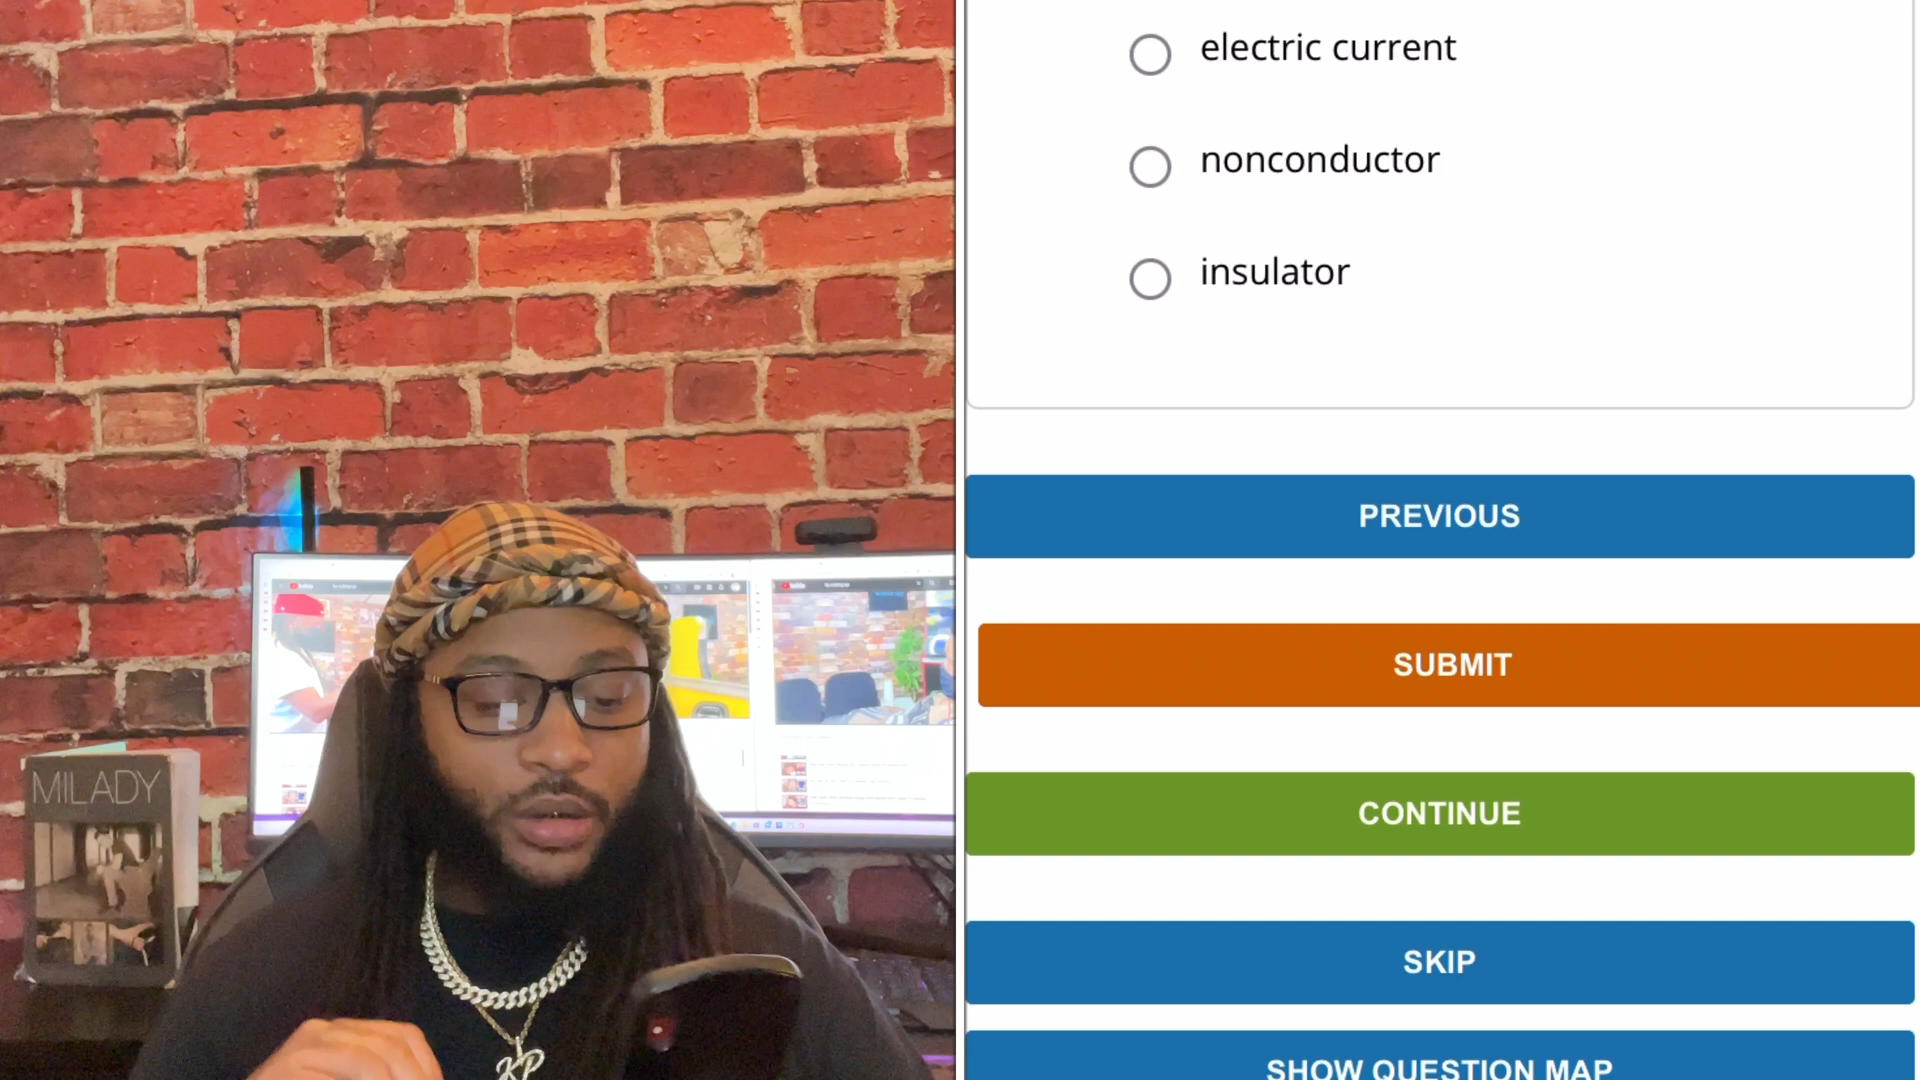 electric current
nonconductor
insulator
PREVIOUS
SUBMIT
CONTINUE
SKIP
SHOW QUESTION MAP
MILADY
KP